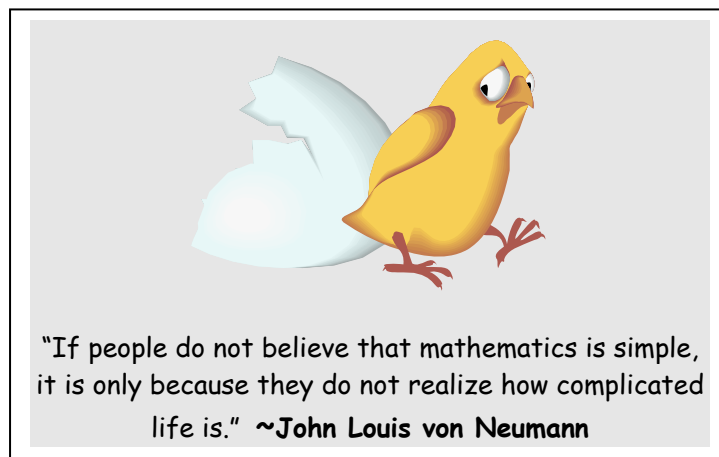 “If people do not believe that mathematics is simple,
it is only because they do not realize how complicated
life is.” ~John Louis von Neumann